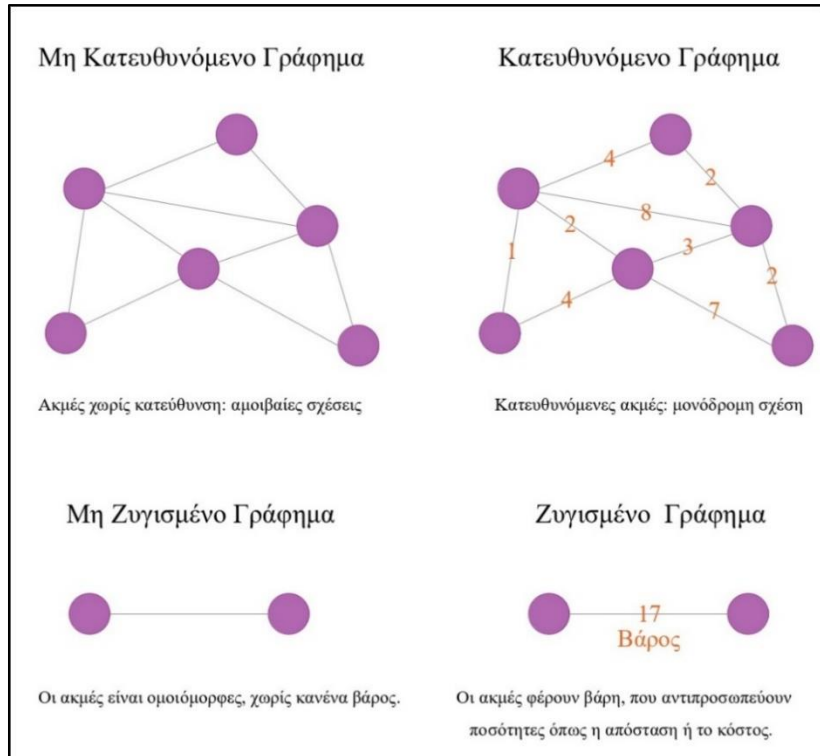 Μη Κατευθυνόμενο Γράφημα
Κατευθυνόμενο Γράφημα
4
2
8
2
1
3
2
4
7
Ακμές χωρίς κατεύθυνση: αμοιβαίες σχέσεις
Κατευθυνόμενες ακμές: μονόδρομη σχέση
Μη Ζυγισμένο Γράφημα
Ζυγισμένο Γράφημα
17
Βάρος
Οι ακμές είναι ομοιόμορφες, χωρίς κανένα βάρος.
Οι ακμές φέρουν βάρη, που αντιπροσωπεύουν
ποσότητες όπως η απόσταση ή το κόστος.